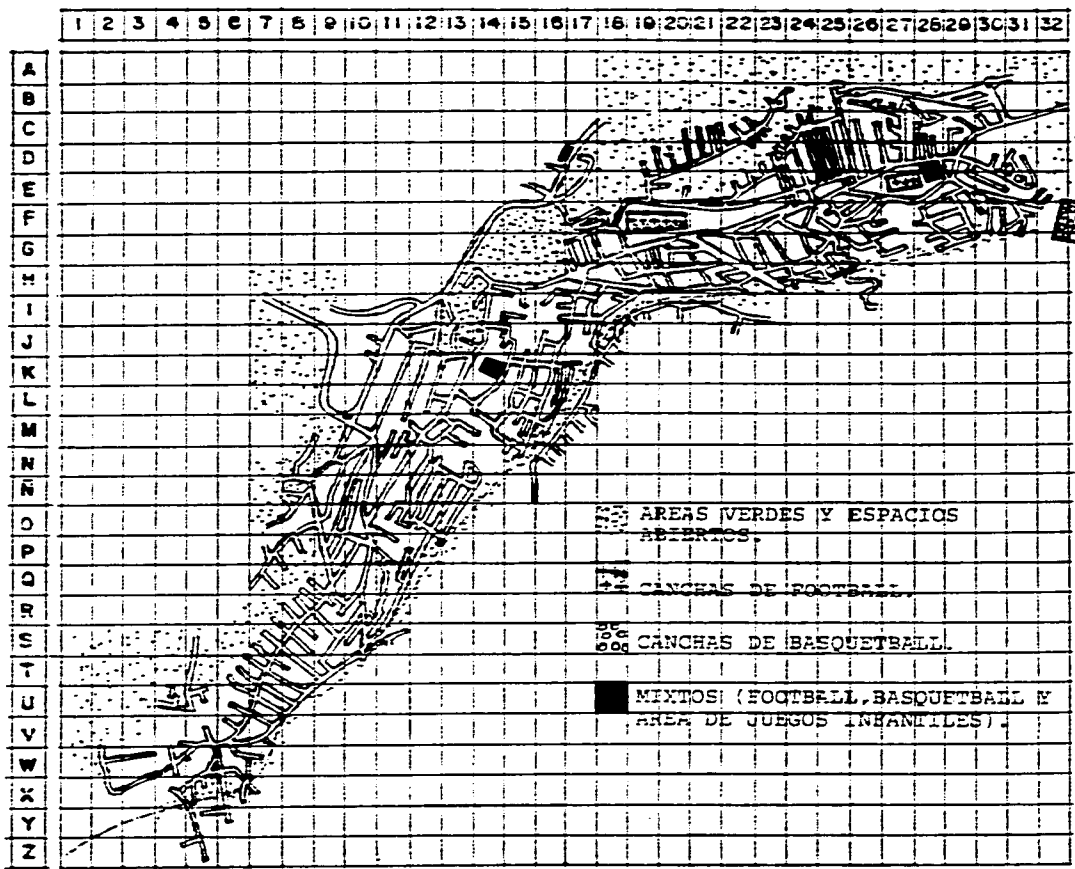 1 2 3 4 5 6 7 8 9 10 11 12 13 14 15 16 17 18 19 20 21 22 23 24 25 26 27 28 29 30 31 32
A
B
C
D
E
F
G
H
I
J
K
L
M
N
Ñ
O
P
Q
R
S
T
U
V
W
X
Y
Z
AREAS VERDES Y ESPACIOS
ABIERTOS.
CANCHAS DE FOOTBALL.
CANCHAS DE BASQUETBALL.
MIXTOS (FOOTBALL, BASQUETBALL Y
AREA DE JUEGOS INFANTILES).